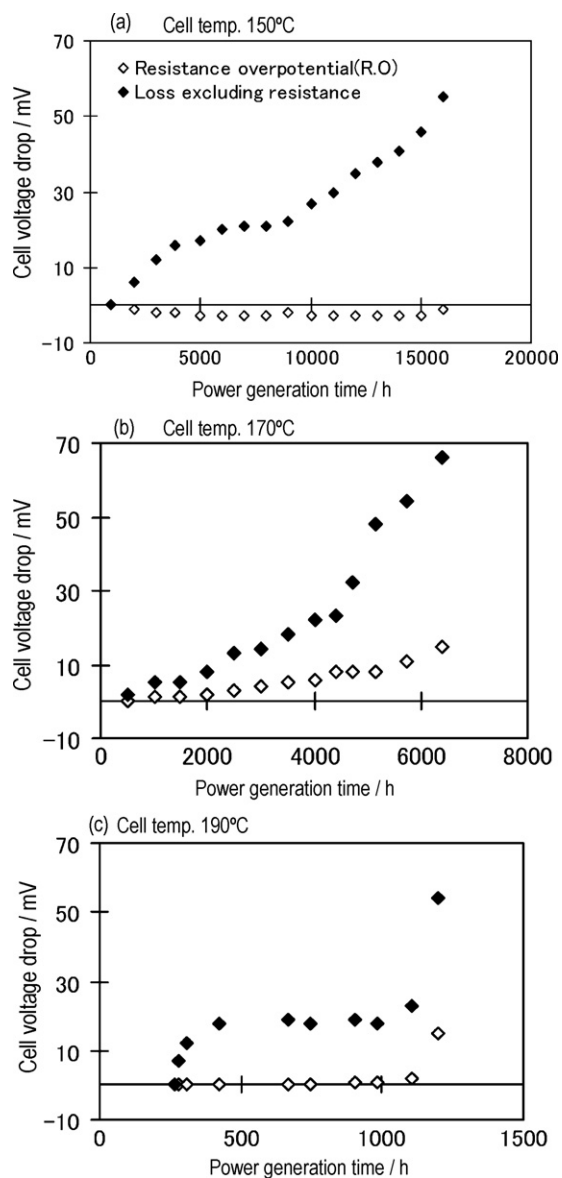 (a) Cell temp. 150ºC
70
◇ Resistance overpotential(R.O)
◆ Loss excluding resistance
50
30
10
−10
0 5000 10000 15000 20000
Cell voltage drop / mV
Power generation time / h
(b) Cell temp. 170ºC
70
50
30
10
−10
0 2000 4000 6000 8000
Cell voltage drop / mV
Power generation time / h
(c) Cell temp. 190ºC
70
50
30
10
−10
0 500 1000 1500
Cell voltage drop / mV
Power generation time / h